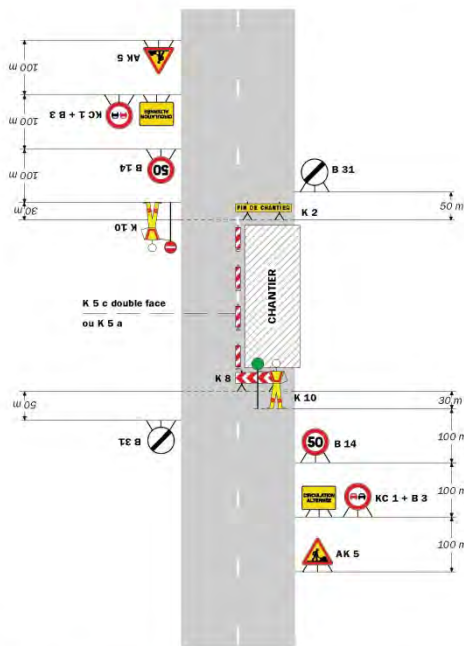 AK 5
100 m
KC 1 + B 3
CIRCULATION
ALTERNÉE
100 m
B 14
50
100 m
K 10
30 m
B 31
FIN DE CHANTIER
K 2
50 m
CHANTIER
K 5 c double face
ou K 5 a
K 8
K 10
30 m
50 m
B 31
50
B 14
100 m
CIRCULATION
ALTERNÉE
KC 1 + B 3
100 m
AK 5
100 m